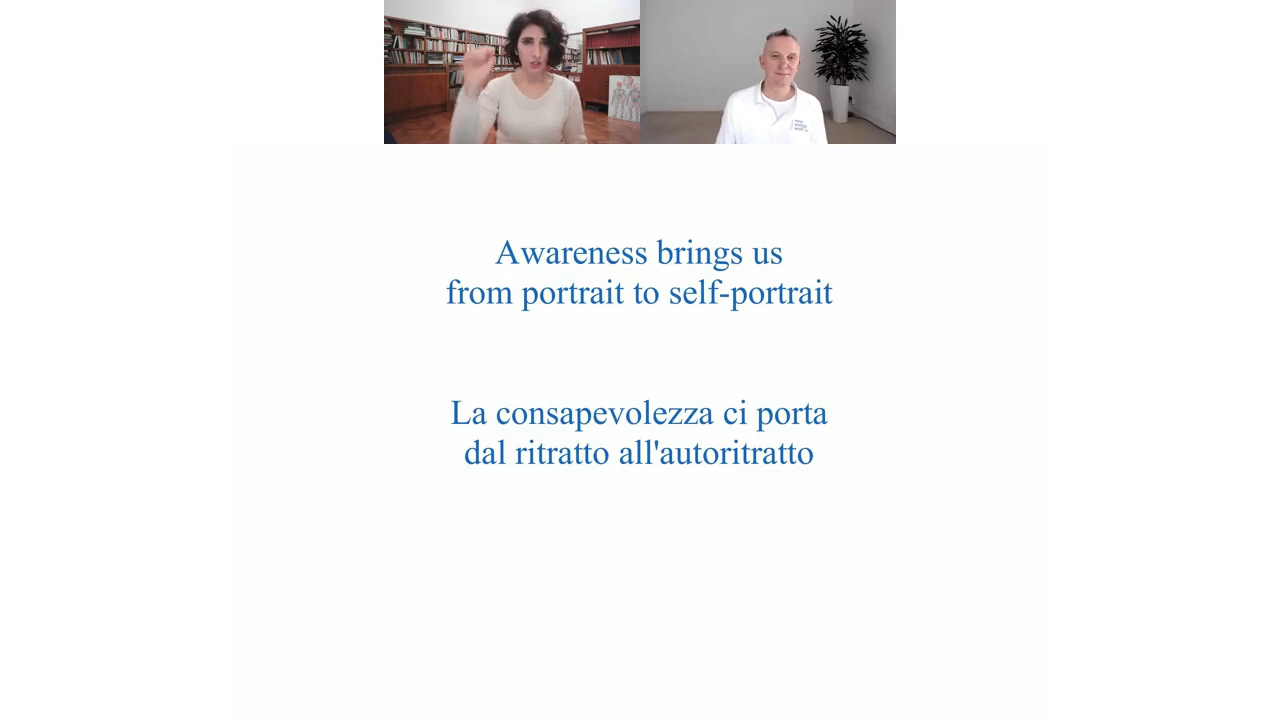 Awareness brings us
from portrait to self-portrait
La consapevolezza ci porta
dal ritratto all'autoritratto